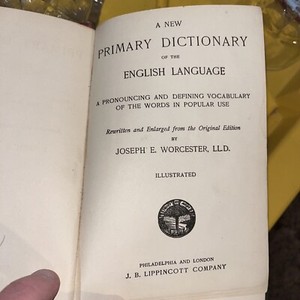 A NEW
PRIMARY DICTIONARY
OF THE
ENGLISH LANGUAGE
A PRONOUNCING AND DEFINING VOCABULARY
OF THE WORDS IN POPULAR USE
Rewritten and Enlarged from the Original Edition
BY
JOSEPH E. WORCESTER, LL.D.
ILLUSTRATED
PHILADELPHIA AND LONDON
J. B. LIPPINCOTT COMPANY